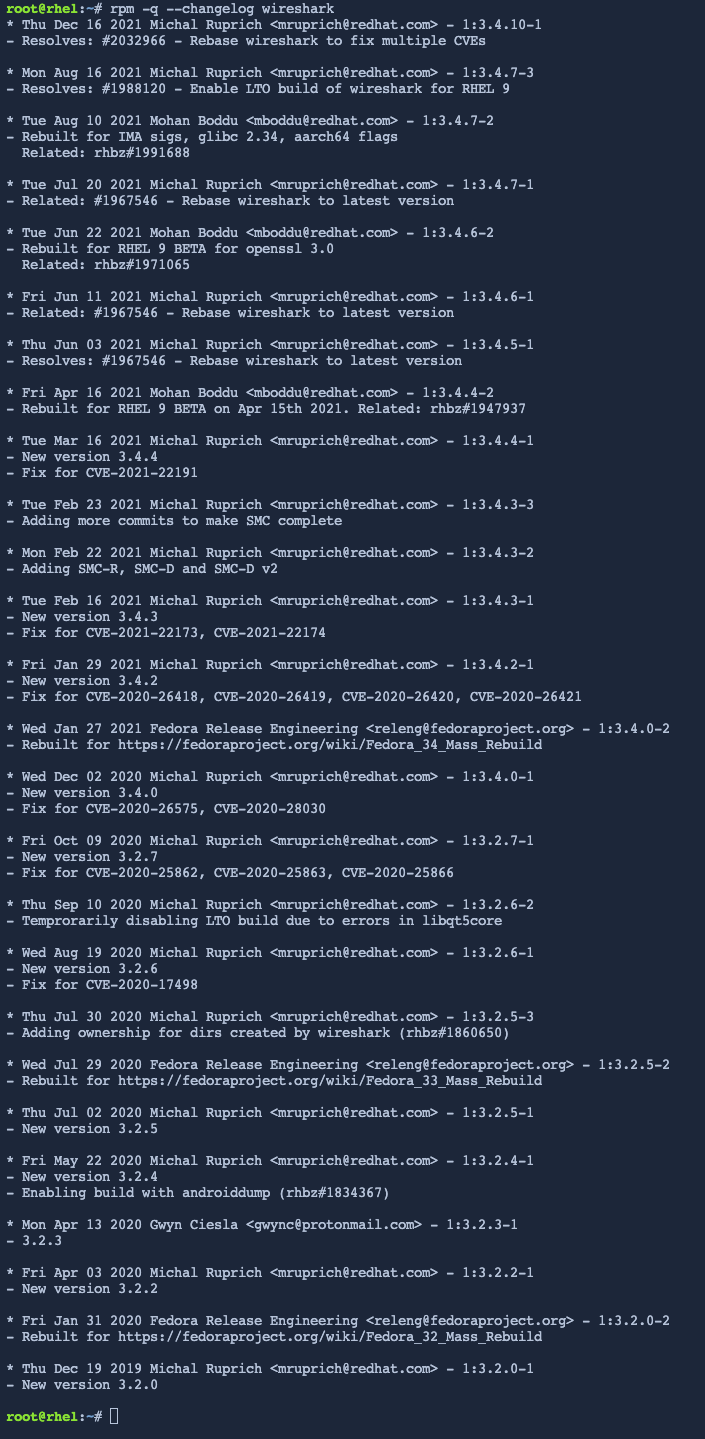 root@rhel:~# rpm -q --changelog wireshark
* Thu Dec 16 2021 Michal Ruprich <mruprich@redhat.com> - 1:3.4.10-1
- Resolves: #2032966 - Rebase wireshark to fix multiple CVEs
* Mon Aug 16 2021 Michal Ruprich <mruprich@redhat.com> - 1:3.4.7-3
- Resolves: #1988120 - Enable LTO build of wireshark for RHEL 9
* Tue Aug 10 2021 Mohan Boddu <mboddu@redhat.com> - 1:3.4.7-2
- Rebuilt for IMA sigs, glibc 2.34, aarch64 flags
Related: rhbz#1991688
* Tue Jul 20 2021 Michal Ruprich <mruprich@redhat.com> - 1:3.4.7-1
- Related: #1967546 - Rebase wireshark to latest version
* Tue Jun 22 2021 Mohan Boddu <mboddu@redhat.com> - 1:3.4.6-2
- Rebuilt for RHEL 9 BETA for openssl 3.0
Related: rhbz#1971065
* Fri Jun 11 2021 Michal Ruprich <mruprich@redhat.com> - 1:3.4.6-1
- Related: #1967546 - Rebase wireshark to latest version
* Thu Jun 03 2021 Michal Ruprich <mruprich@redhat.com> - 1:3.4.5-1
- Resolves: #1967546 - Rebase wireshark to latest version
* Fri Apr 16 2021 Mohan Boddu <mboddu@redhat.com> - 1:3.4.4-2
- Rebuilt for RHEL 9 BETA on Apr 15th 2021. Related: rhbz#1947937
* Tue Mar 16 2021 Michal Ruprich <mruprich@redhat.com> - 1:3.4.4-1
- New version 3.4.4
- Fix for CVE-2021-22191
* Tue Feb 23 2021 Michal Ruprich <mruprich@redhat.com> - 1:3.4.3-3
- Adding more commits to make SMC complete
* Mon Feb 22 2021 Michal Ruprich <mruprich@redhat.com> - 1:3.4.3-2
- Adding SMC-R, SMC-D and SMC-D v2
* Tue Feb 16 2021 Michal Ruprich <mruprich@redhat.com> - 1:3.4.3-1
- New version 3.4.3
- Fix for CVE-2021-22173, CVE-2021-22174
* Fri Jan 29 2021 Michal Ruprich <mruprich@redhat.com> - 1:3.4.2-1
- New version 3.4.2
- Fix for CVE-2020-26418, CVE-2020-26419, CVE-2020-26420, CVE-2020-26421
* Wed Jan 27 2021 Fedora Release Engineering <releng@fedoraproject.org> - 1:3.4.0-2
- Rebuilt for https://fedoraproject.org/wiki/Fedora_34_Mass_Rebuild
* Wed Dec 02 2020 Michal Ruprich <mruprich@redhat.com> - 1:3.4.0-1
- New version 3.4.0
- Fix for CVE-2020-26575, CVE-2020-28030
* Fri Oct 09 2020 Michal Ruprich <mruprich@redhat.com> - 1:3.2.7-1
- New version 3.2.7
- Fix for CVE-2020-25862, CVE-2020-25863, CVE-2020-25866
* Thu Sep 10 2020 Michal Ruprich <mruprich@redhat.com> - 1:3.2.6-2
- Temprorarily disabling LTO build due to errors in libqt5core
* Wed Aug 19 2020 Michal Ruprich <mruprich@redhat.com> - 1:3.2.6-1
- New version 3.2.6
- Fix for CVE-2020-17498
* Thu Jul 30 2020 Michal Ruprich <mruprich@redhat.com> - 1:3.2.5-3
- Adding ownership for dirs created by wireshark (rhbz#1860650)
* Wed Jul 29 2020 Fedora Release Engineering <releng@fedoraproject.org> - 1:3.2.5-2
- Rebuilt for https://fedoraproject.org/wiki/Fedora_33_Mass_Rebuild
* Thu Jul 02 2020 Michal Ruprich <mruprich@redhat.com> - 1:3.2.5-1
- New version 3.2.5
* Fri May 22 2020 Michal Ruprich <mruprich@redhat.com> - 1:3.2.4-1
- New version 3.2.4
- Enabling build with androiddump (rhbz#1834367)
* Mon Apr 13 2020 Gwyn Ciesla <gwync@protonmail.com> - 1:3.2.3-1
- 3.2.3
* Fri Apr 03 2020 Michal Ruprich <mruprich@redhat.com> - 1:3.2.2-1
- New version 3.2.2
* Fri Jan 31 2020 Fedora Release Engineering <releng@fedoraproject.org> - 1:3.2.0-2
- Rebuilt for https://fedoraproject.org/wiki/Fedora_32_Mass_Rebuild
* Thu Dec 19 2019 Michal Ruprich <mruprich@redhat.com> - 1:3.2.0-1
- New version 3.2.0
root@rhel:~#